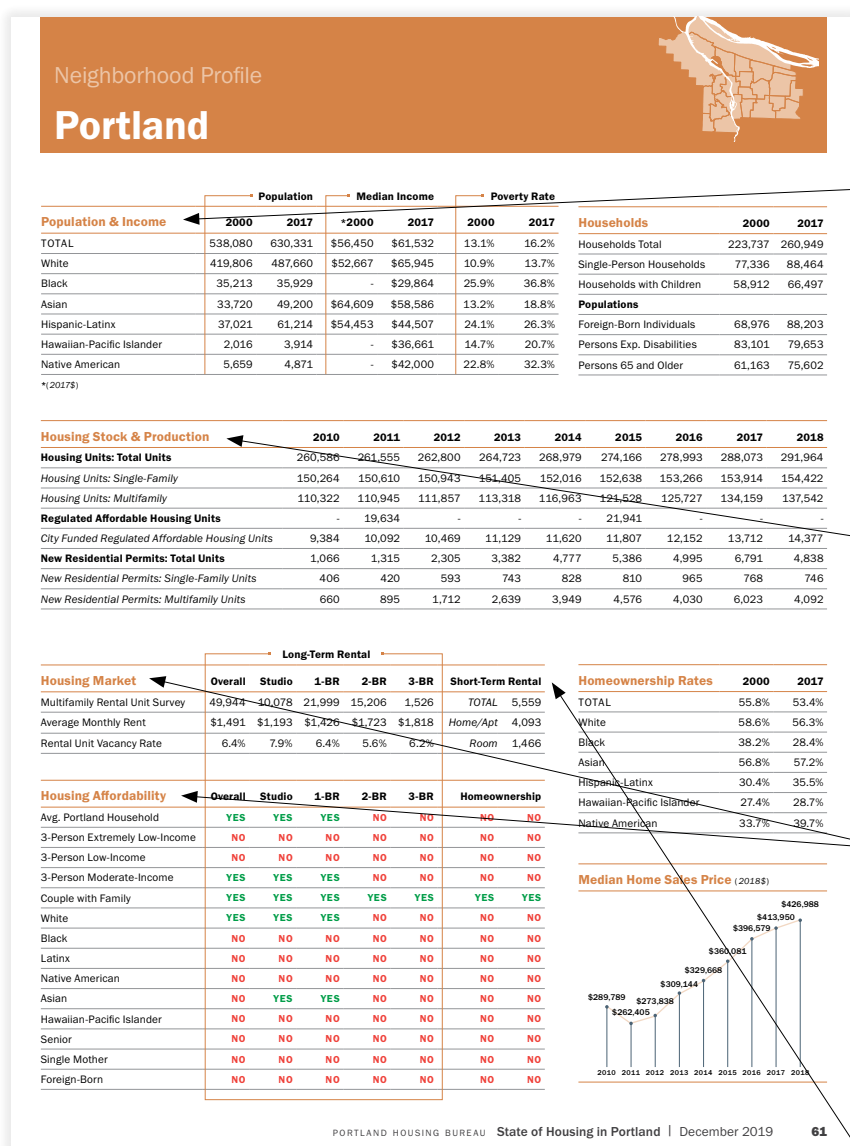 Neighborhood Profile
Portland
Population Median Income Poverty Rate
Population & Income 2000 2017 *2000 2017 2000 2017
TOTAL 538,080 630,331 $56,450 $61,532 13.1% 16.2%
White 419,806 487,660 $52,667 $65,945 10.9% 13.7%
Black 35,213 35,929 - $29,864 25.9% 36.8%
Asian 33,720 49,200 $64,609 $58,586 13.2% 18.8%
Hispanic-Latinx 37,021 61,214 $54,453 $44,507 24.1% 26.3%
Hawaiian-Pacific Islander 2,016 3,914 - $36,661 14.7% 20.7%
Native American 5,659 4,871 - $42,000 22.8% 32.3%
*(2017$)
Households 2000 2017
Households Total 223,737 260,949
Single-Person Households 77,336 88,464
Households with Children 58,912 66,497
Populations
Foreign-Born Individuals 68,976 88,203
Persons Exp. Disabilities 83,101 79,653
Persons 65 and Older 61,163 75,602
Housing Stock & Production 2010 2011 2012 2013 2014 2015 2016 2017 2018
Housing Units: Total Units 260,586 261,555 262,800 264,723 268,979 274,166 278,993 288,073 291,964
Housing Units: Single-Family 150,264 150,610 150,943 151,405 152,016 152,638 153,266 153,914 154,422
Housing Units: Multifamily 110,322 110,945 111,857 113,318 116,963 121,528 125,727 134,159 137,542
Regulated Affordable Housing Units - 19,634 - - - 21,941 - - -
City Funded Regulated Affordable Housing Units 9,384 10,092 10,469 11,129 11,620 11,807 12,152 13,712 14,377
New Residential Permits: Total Units 1,066 1,315 2,305 3,382 4,777 5,386 4,995 6,791 4,838
New Residential Permits: Single-Family Units 406 420 593 743 828 810 965 768 746
New Residential Permits: Multifamily Units 660 895 1,712 2,639 3,949 4,576 4,030 6,023 4,092
Long-Term Rental
Housing Market Overall Studio 1-BR 2-BR 3-BR Short-Term Rental
Multifamily Rental Unit Survey 49,944 10,078 21,999 15,206 1,526 TOTAL 5,559
Average Monthly Rent $1,491 $1,193 $1,426 $1,723 $1,818 Home/Apt 4,093
Rental Unit Vacancy Rate 6.4% 7.9% 6.4% 5.6% 6.2% Room 1,466
Housing Affordability Overall Studio 1-BR 2-BR 3-BR Homeownership
Avg. Portland Household YES YES YES NO NO NO NO
3-Person Extremely Low-Income NO NO NO NO NO NO NO
3-Person Low-Income NO NO NO NO NO NO NO
3-Person Moderate-Income YES YES YES NO NO NO NO
Couple with Family YES YES YES YES YES YES YES
White YES YES YES NO NO NO NO
Black NO NO NO NO NO NO NO
Latinx NO NO NO NO NO NO NO
Native American NO NO NO NO NO NO NO
Asian NO YES YES NO NO NO NO
Hawaiian-Pacific Islander NO NO NO NO NO NO NO
Senior NO NO NO NO NO NO NO
Single Mother NO NO NO NO NO NO NO
Foreign-Born NO NO NO NO NO NO NO
Homeownership Rates 2000 2017
TOTAL 55.8% 53.4%
White 58.6% 56.3%
Black 38.2% 28.4%
Asian 56.8% 57.2%
Hispanic-Latinx 30.4% 35.5%
Hawaiian-Pacific Islander 27.4% 28.7%
Native American 33.7% 39.7%
Median Home Sales Price (2018$)
$289,789 $262,405 $273,838 $309,144 $329,668 $360,081 $396,579 $413,950 $426,988
2010 2011 2012 2013 2014 2015 2016 2017 2018
PORTLAND HOUSING BUREAU State of Housing in Portland | December 2019 61